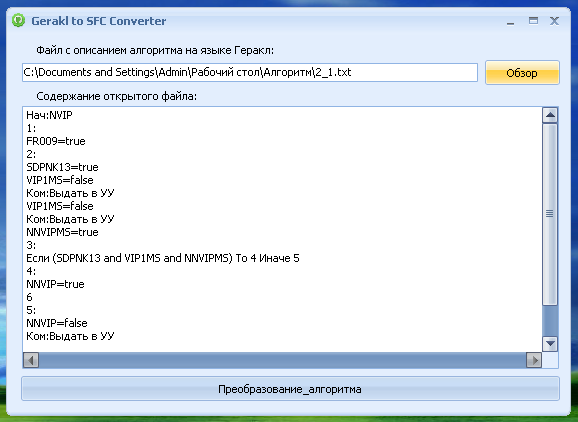 Gerakl to SFC Converter
Файл с описанием алгоритма на языке Геракл:
C:\Documents and Settings\Admin\Рабочий стол\Алгоритм\2_1.txt
Обзор
Содержание открытого файла:
Нач:NVIP
1:
FR009=true
2:
SDPNK13=true
VIP1MS=false
Ком:Выдать в УУ
VIP1MS=false
Ком:Выдать в УУ
NNVIPMS=true
3:
Если (SDPNK13 and VIP1MS and NNVIPMS) То 4 Иначе 5
4:
NNVIP=true
6
5:
NNVIP=false
Ком:Выдать в УУ
Преобразование_алгоритма